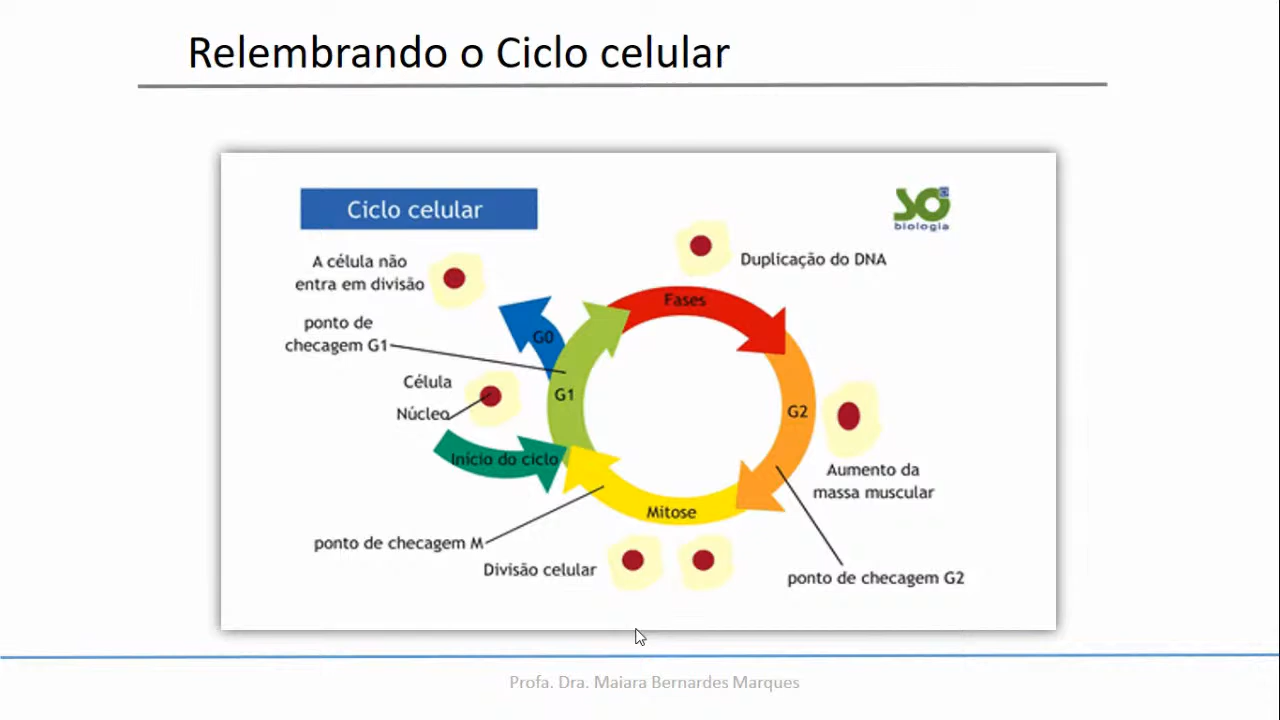 Relembrando o Ciclo celular
Ciclo celular
SÓ
biologia
A célula não
entra em divisão
Duplicação do DNA
Fases
ponto de
checagem G1
G0
Célula
G1
Núcleo
G2
Início do ciclo
Aumento da
massa muscular
Mitose
ponto de checagem M
Divisão celular
ponto de checagem G2
Profa. Dra. Maiara Bernardes Marques